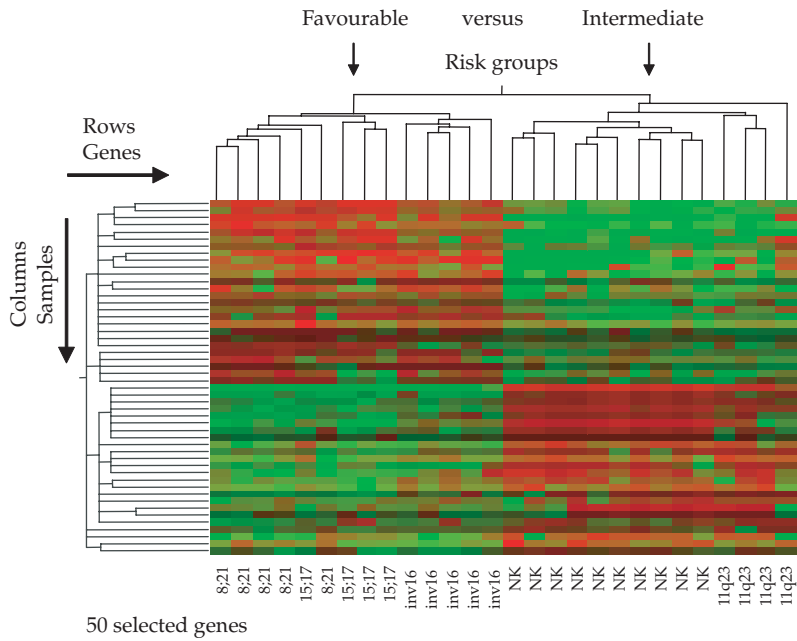 Favourable versus Intermediate
Risk groups
Rows
Genes
Columns
Samples
8;21 8;21 8;21 8;21 15;17 8;21 15;17 15;17 15;17 inv16 inv16 inv16 inv16 inv16 NK NK NK NK NK NK NK NK NK NK 11q23 11q23 11q23 11q23
50 selected genes